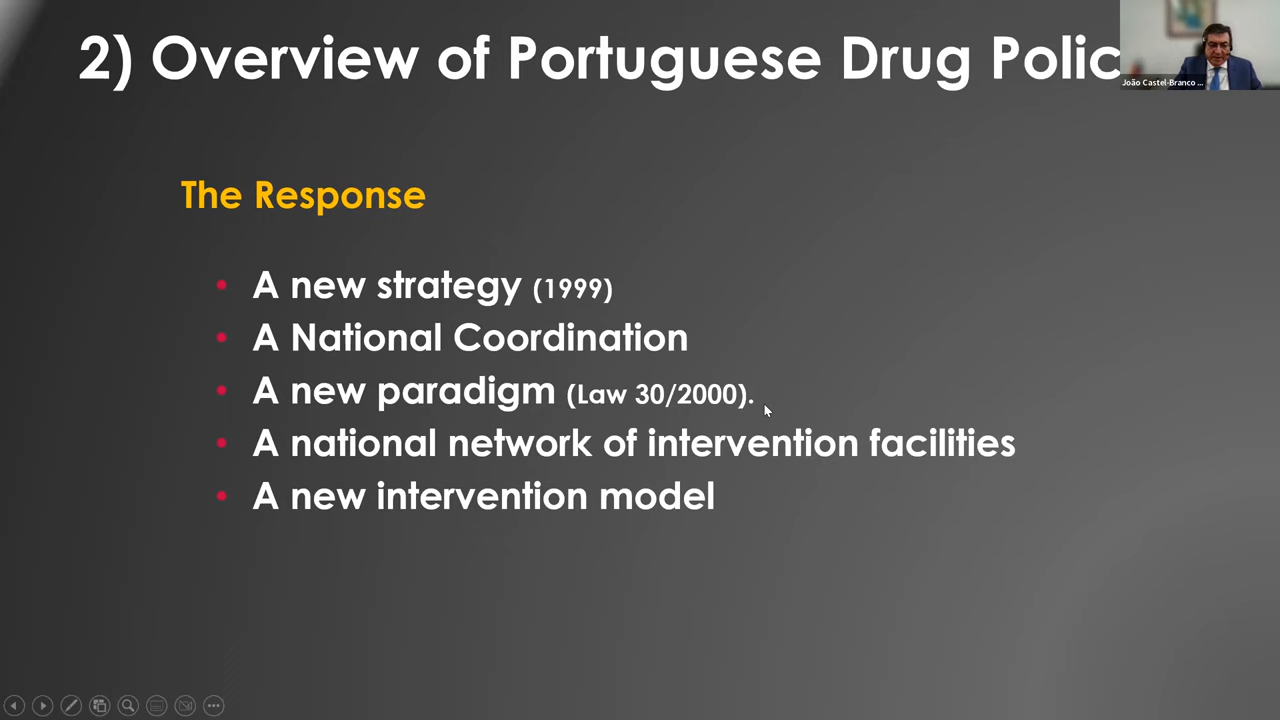 2) Overview of Portuguese Drug Polic
João Castel-Branco ...
The Response
• A new strategy (1999)
• A National Coordination
• A new paradigm (Law 30/2000).
• A national network of intervention facilities
• A new intervention model